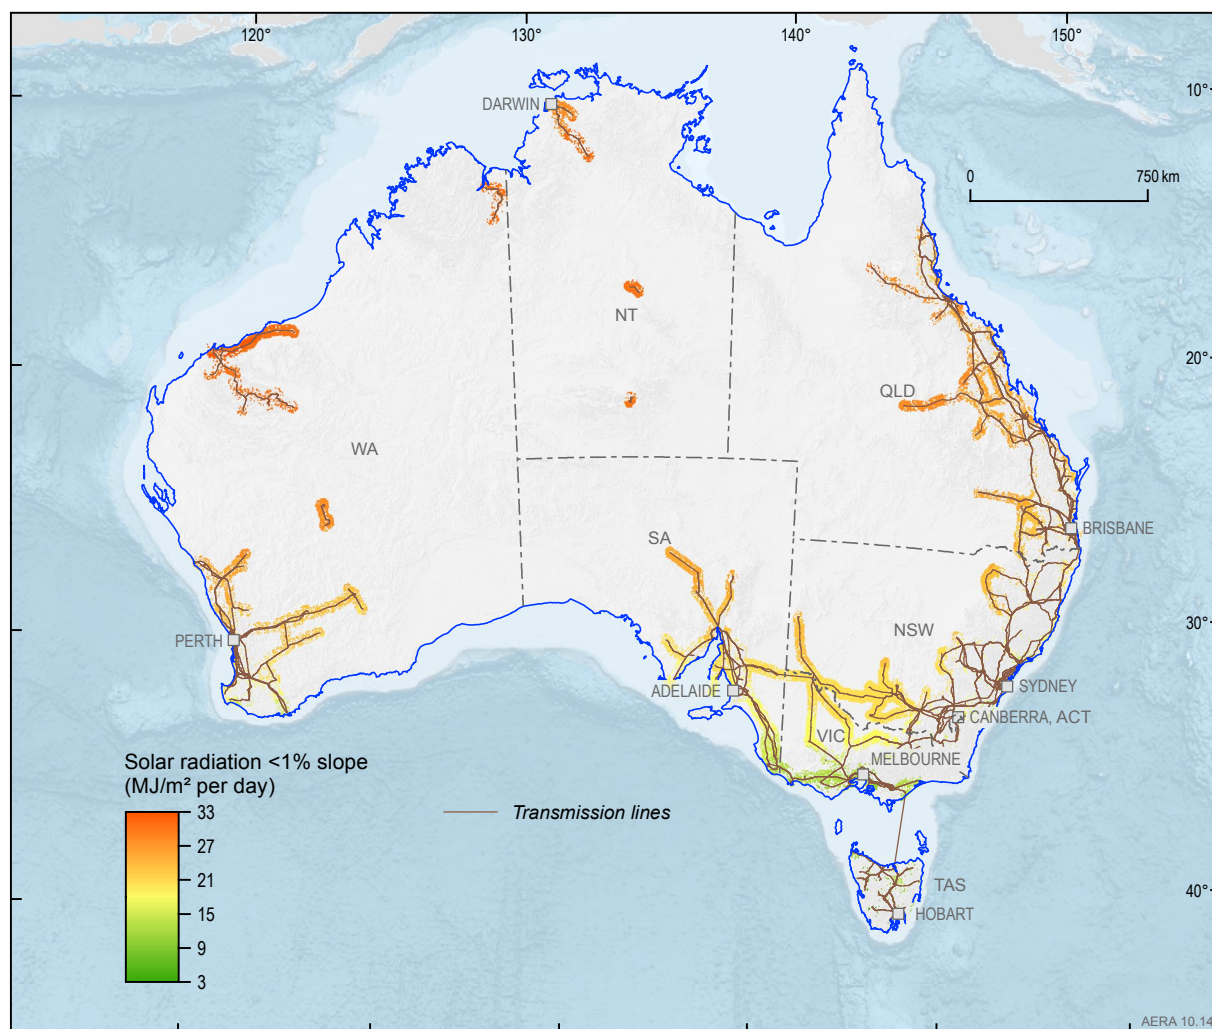 120°
130°
140°
150°
10°
DARWIN
0
750 km
NT
20°
QLD
WA
BRISBANE
SA
30°
NSW
PERTH
ADELAIDE
SYDNEY
CANBERRA, ACT
VIC
MELBOURNE
Solar radiation <1% slope
(MJ/m² per day)
33
27
21
15
9
3
Transmission lines
TAS
40°
HOBART
AERA 10.14